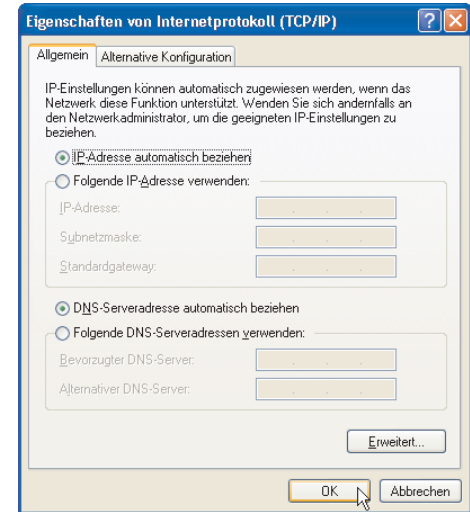 Eigenschaften von Internetprotokoll (TCP/IP)
Allgemein Alternative Konfiguration
IP-Einstellungen können automatisch zugewiesen werden, wenn das
Netzwerk diese Funktion unterstützt. Wenden Sie sich andernfalls an
den Netzwerkadministrator, um die geeigneten IP-Einstellungen zu
beziehen.
IP-Adresse automatisch beziehen
Folgende IP-Adresse verwenden:
IP-Adresse:
Subnetzmaske:
Standardgateway:
DNS-Serveradresse automatisch beziehen
Folgende DNS-Serveradressen verwenden:
Bevorzugter DNS-Server:
Alternativer DNS-Server:
Erweitert...
OK Abbrechen